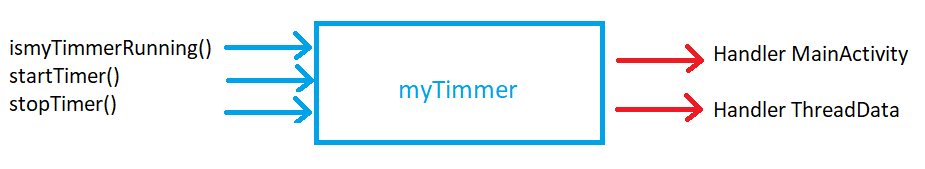 ismyTimmerRunning()
startTimer()
stopTimer()
myTimmer
Handler MainActivity
Handler ThreadData